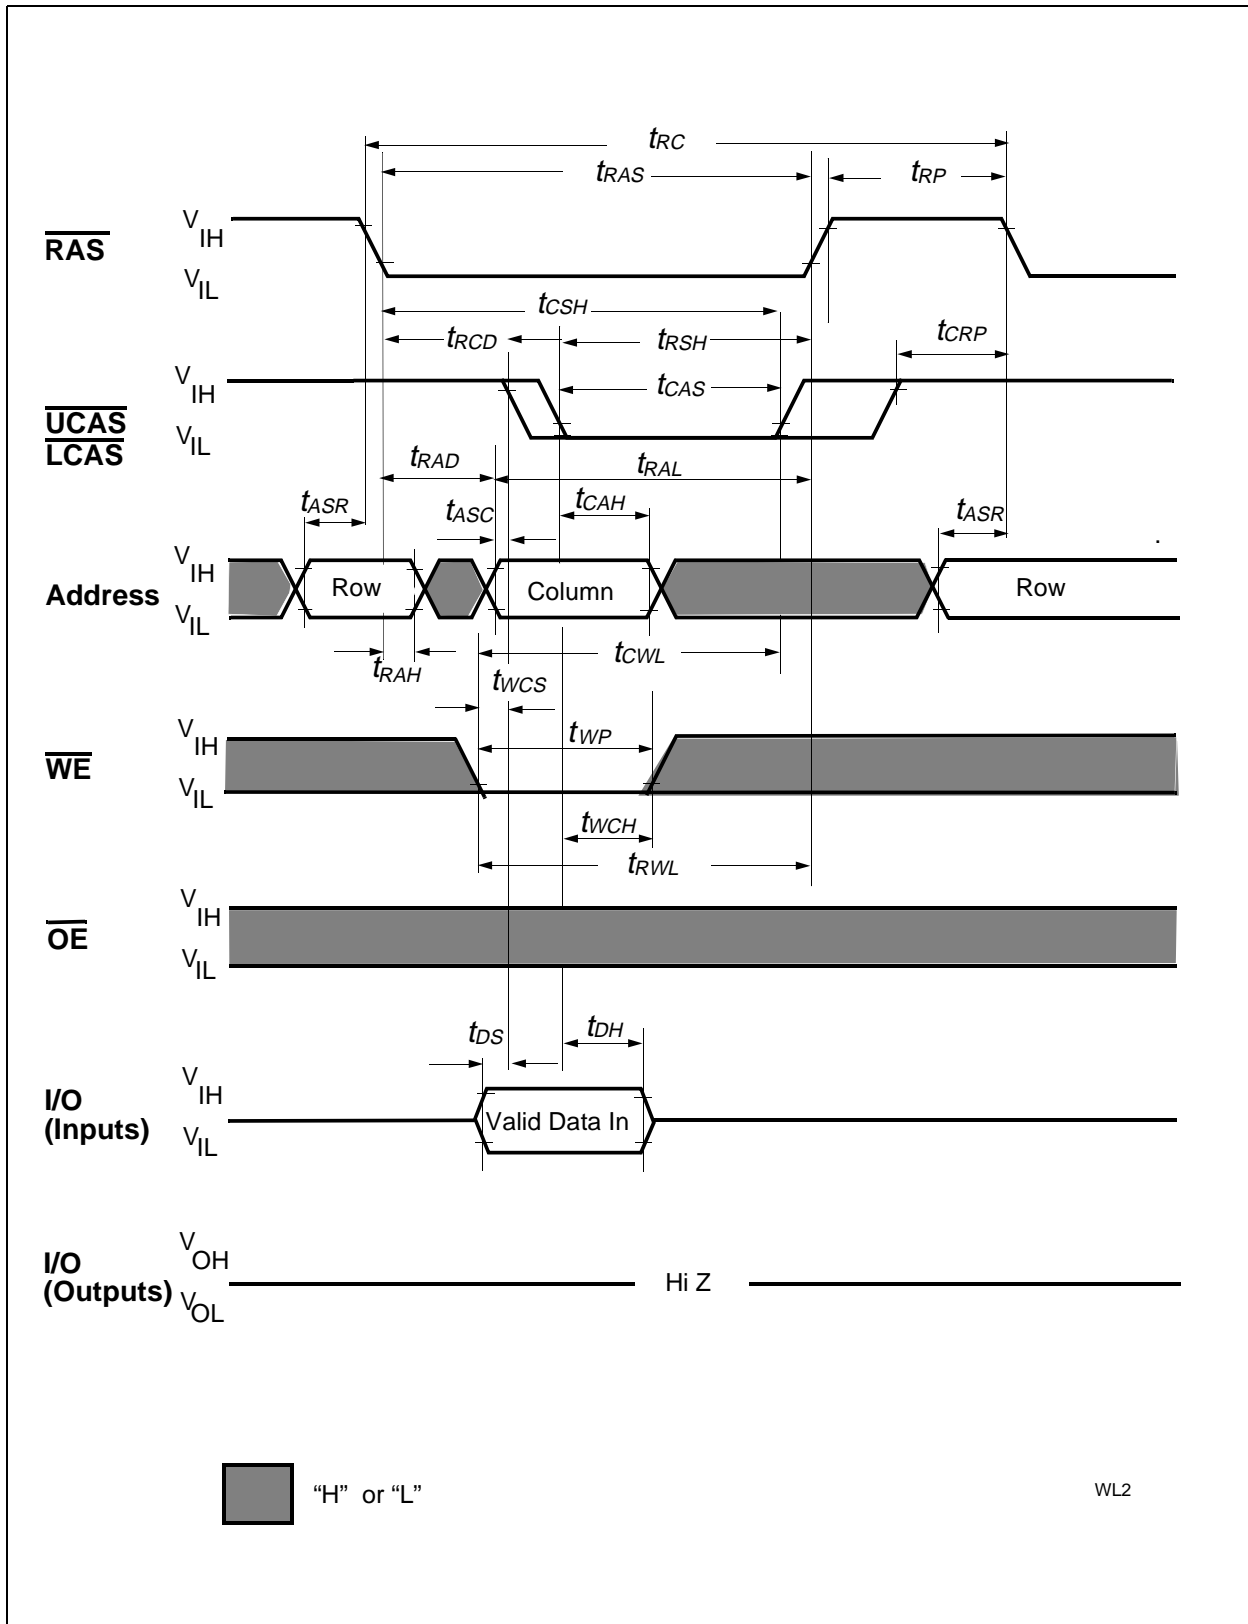 tRC
tRAS
tRP
RAS
VIH
VIL
tCSH
tRCD
tRSH
tCRP
tCAS
UCAS
LCAS
VIH
VIL
tRAD
tRAL
tASR
tASC
tCAH
tASR
Address
VIH
VIL
Row
Column
Row
tRAH
tCWL
tWCS
WE
VIH
VIL
tWP
tWCH
tRWL
OE
VIH
VIL
tDS
tDH
I/O
(Inputs)
VIH
VIL
Valid Data In
I/O
(Outputs)
VOH
VOL
Hi Z
“H” or “L”
WL2